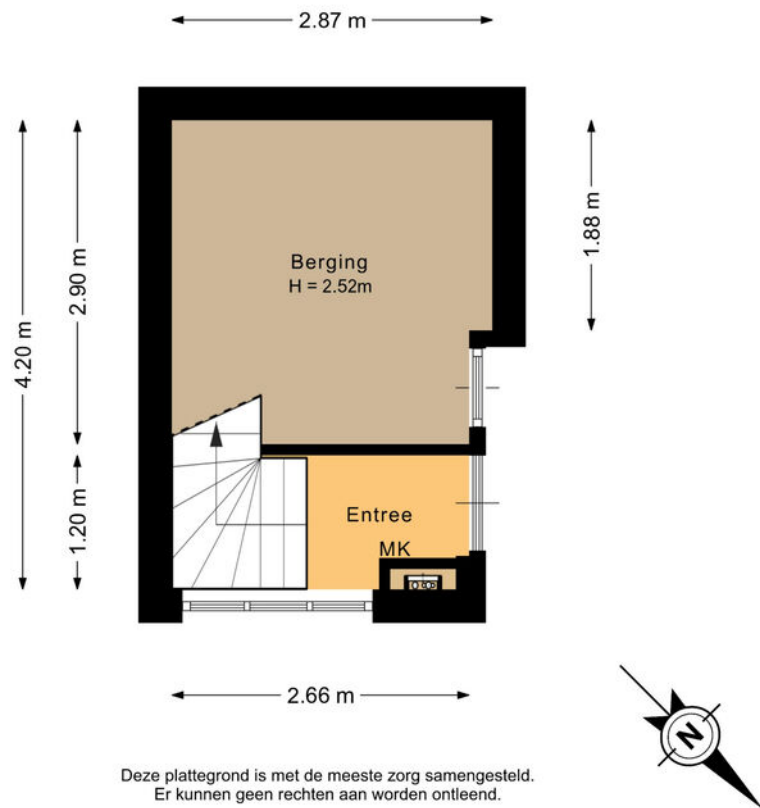 2.87 m
4.20 m
2.90 m
1.88 m
Berging
H = 2.52m
1.20 m
Entree
MK
2.66 m
N
Deze plattegrond is met de meeste zorg samengesteld.
Er kunnen geen rechten aan worden ontleend.